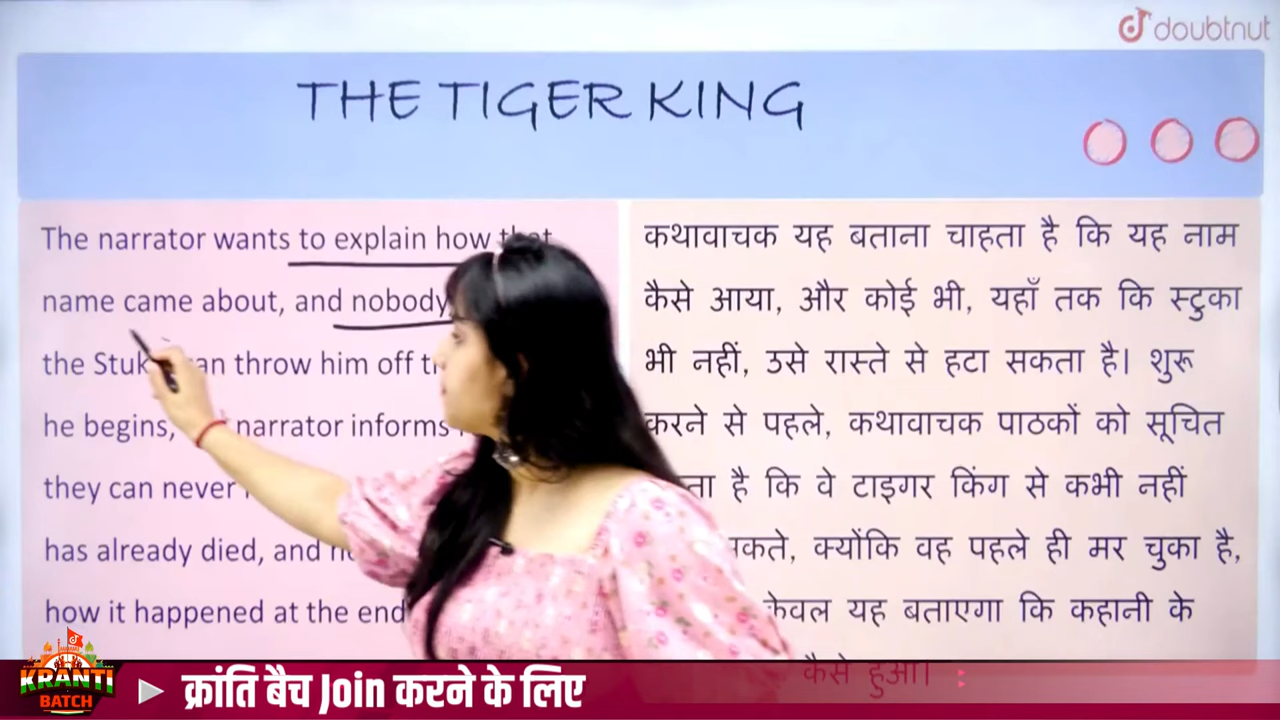 doubtnut
THE TIGER KING
The narrator wants to explain how that
name came about, and nobody
the can throw him off
he begins, narrator informs
they can never
has already died, and
how it happened at the end
कथावाचक यह बताना चाहता है कि यह नाम
कैसे आया, और कोई भी, यहाँ तक कि स्टुका
भी नहीं, उसे रास्ते से हटा सकता है। शुरू
करने से पहले, कथावाचक पाठकों को सूचित
है कि वे टाइगर किंग से कभी नहीं
क्योंकि वह पहले ही मर चुका है,
केवल यह बताएगा कि कहानी के
कैसे हुआ।
KRANTI
BATCH
क्रांति बैच Join करने के लिए